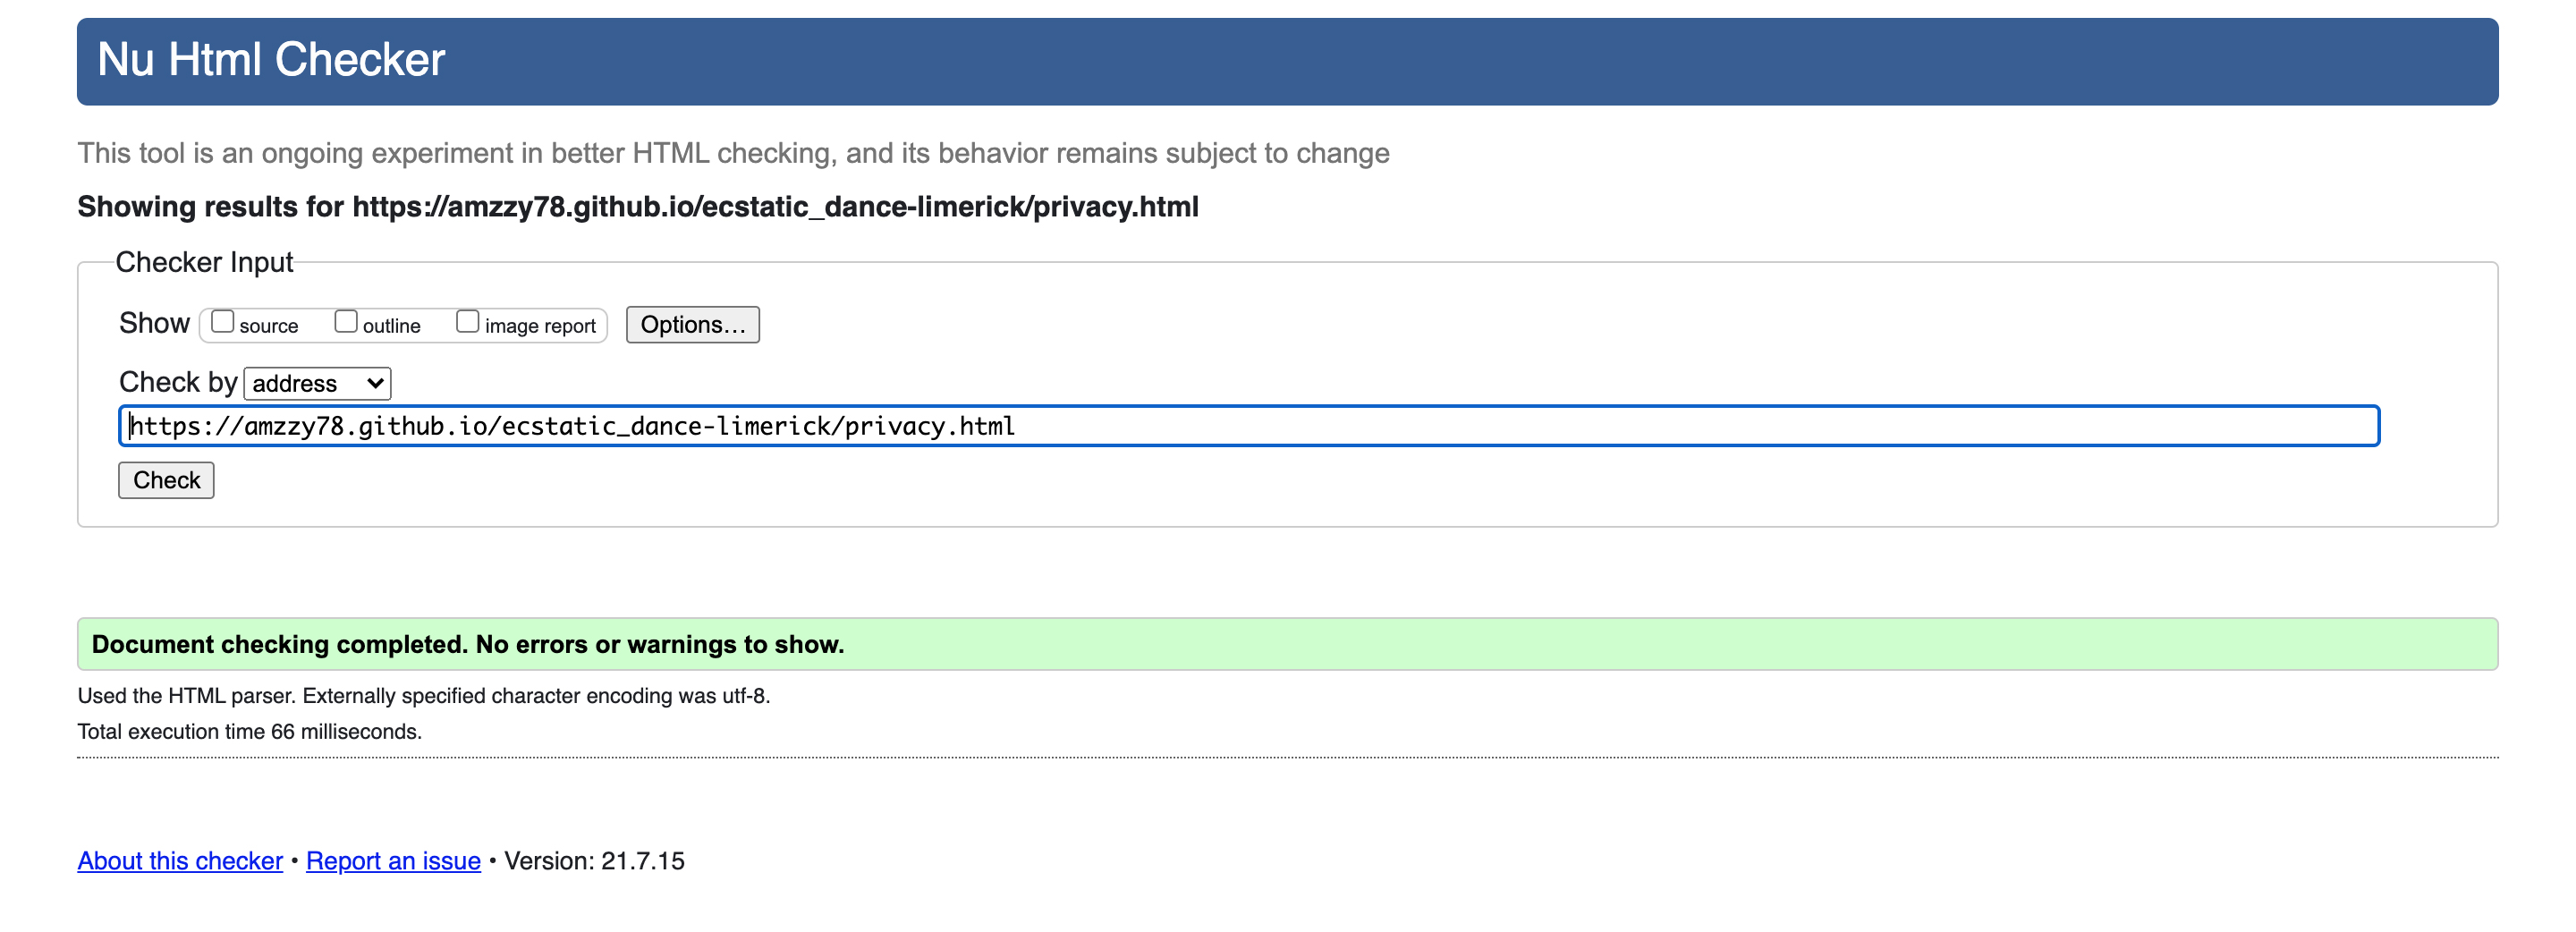 Nu Html Checker
This tool is an ongoing experiment in better HTML checking, and its behavior remains subject to change
Showing results for https://amzzy78.github.io/ecstatic_dance-limerick/privacy.html
Checker Input
Show source outline image report Options...
Check by address
https://amzzy78.github.io/ecstatic_dance-limerick/privacy.html
Check
Document checking completed. No errors or warnings to show.
Used the HTML parser. Externally specified character encoding was utf-8.
Total execution time 66 milliseconds.
About this checker • Report an issue • Version: 21.7.15